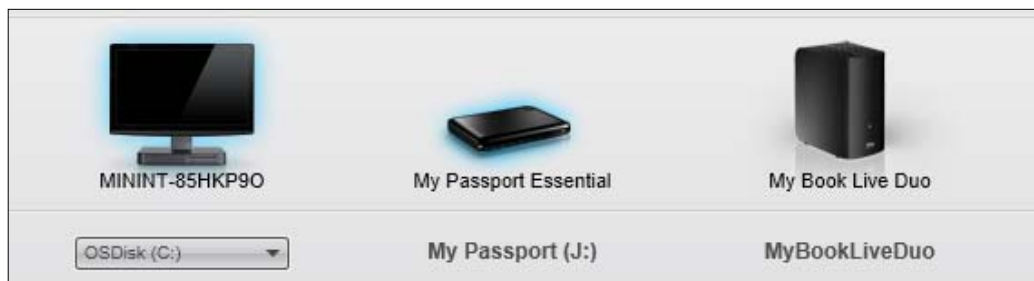 MININT-85HKP9O
My Passport Essential
My Book Live Duo
OSDisk (C:)
My Passport (J:)
MyBookLiveDuo